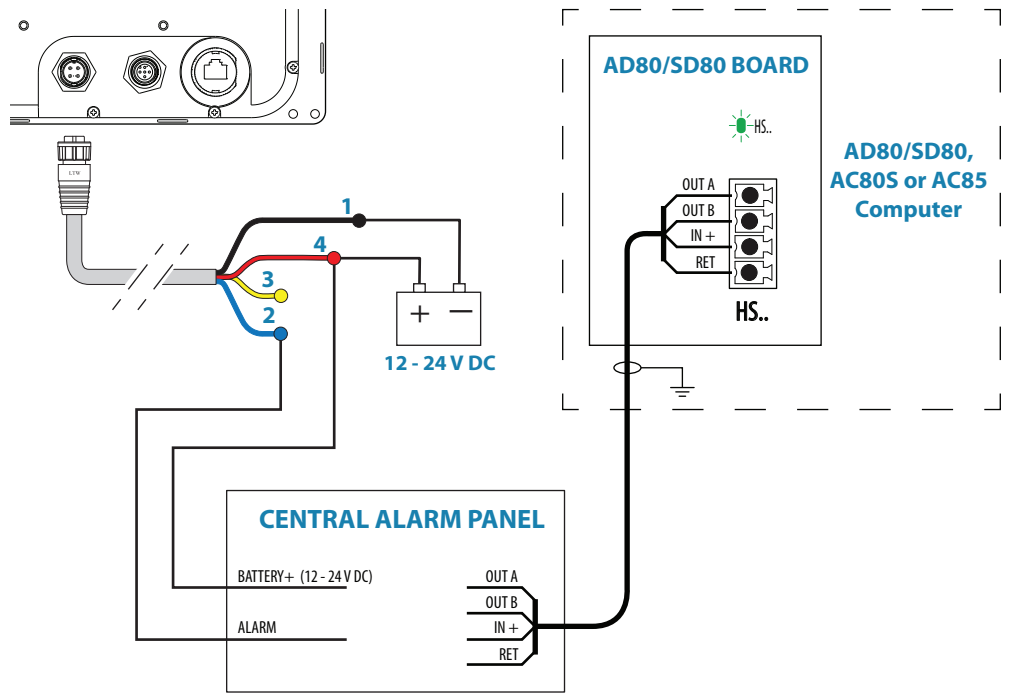 AD80/SD80 BOARD
HS..
AD80/SD80,
AC80S or AC85
Computer
OUT A
OUT B
IN +
RET
HS..
LTW
1
4
3
2
+ —
12 - 24 V DC
CENTRAL ALARM PANEL
BATTERY+ (12 - 24 V DC)
ALARM
OUT A
OUT B
IN +
RET